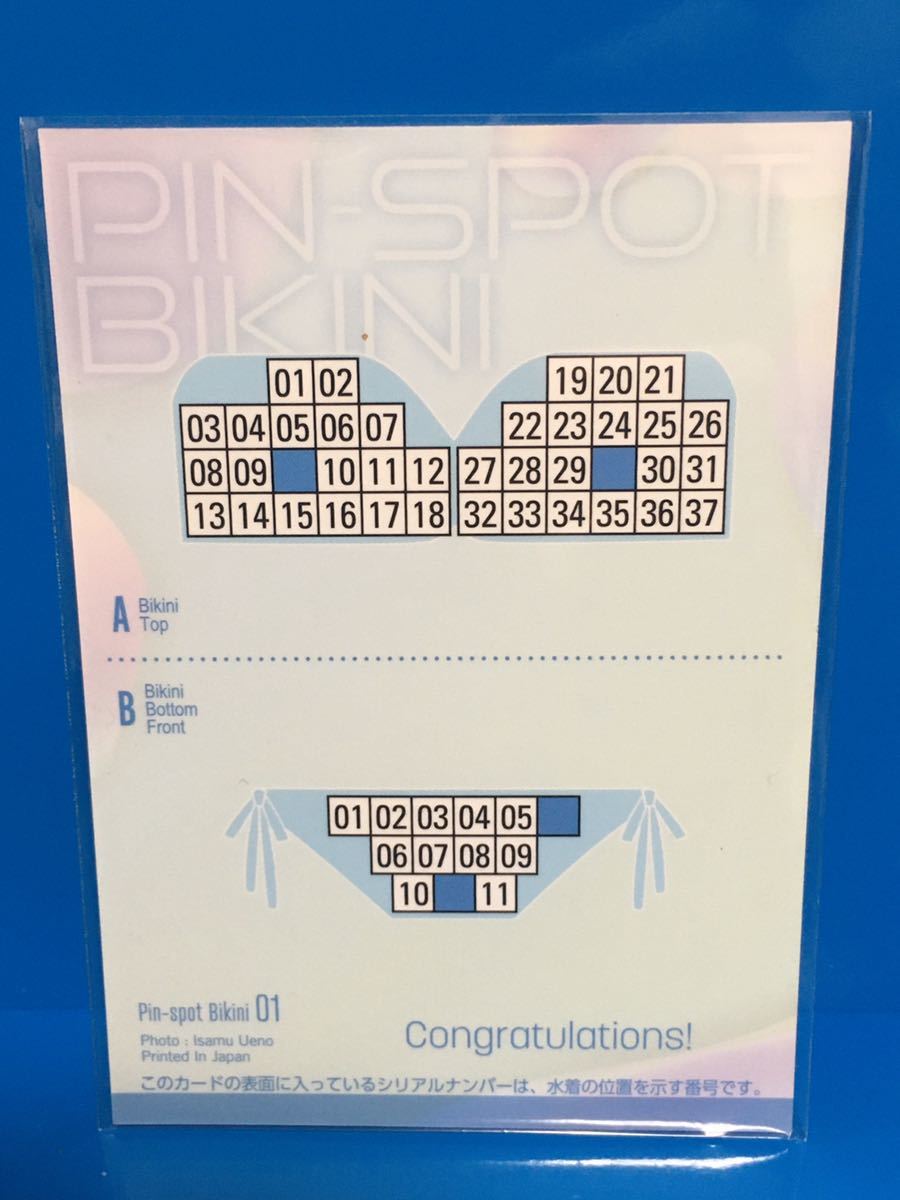 PIN-SPOT
BIKINI
01 02
19 20 21
03 04 05 06 07
22 23 24 25 26
08 09 10 11 12
27 28 29 30 31
13 14 15 16 17 18
32 33 34 35 36 37
A Bikini
Top
B Bikini
Bottom
Front
01 02 03 04 05
06 07 08 09
10 11
Pin-spot Bikini 01
Photo : Isamu Ueno
Printed In Japan
Congratulations!
このカードの表面に入っているシリアルナンバーは、水着の位置を示す番号です。